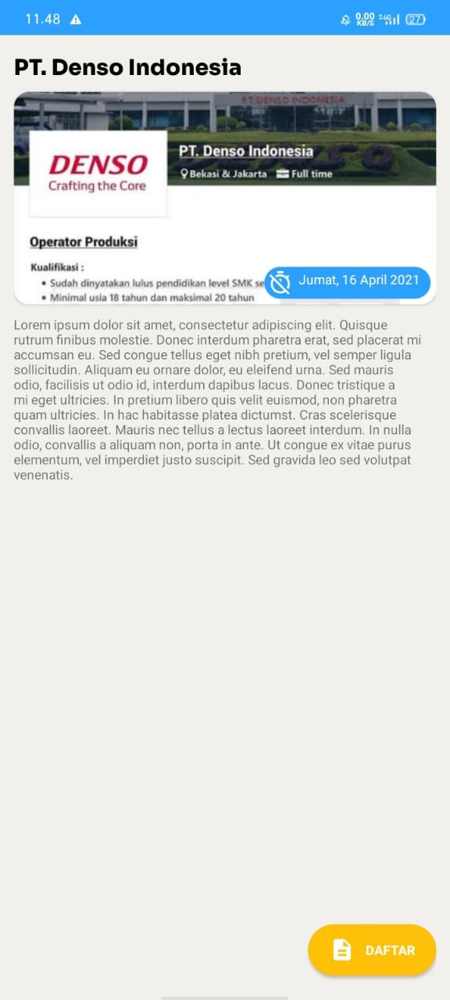 11.48
0.00
KB/S
4G
27
PT. Denso Indonesia
PT. DENSO INDONESIA
DENSO
Crafting the Core
PT. Denso Indonesia
Bekasi & Jakarta Full time
Operator Produksi
Kualifikasi :
• Sudah dinyatakan lulus pendidikan level SMK se
• Minimal usia 18 tahun dan maksimal 20 tahun
Jumat, 16 April 2021
Lorem ipsum dolor sit amet, consectetur adipiscing elit. Quisque
rutrum finibus molestie. Donec interdum pharetra erat, sed placerat mi
accumsan eu. Sed congue tellus eget nibh pretium, vel semper ligula
sollicitudin. Aliquam eu ornare dolor, eu eleifend urna. Sed mauris
odio, facilisis ut odio id, interdum dapibus lacus. Donec tristique a
mi eget ultricies. In pretium libero quis velit euismod, non pharetra
quam ultricies. In hac habitasse platea dictumst. Cras scelerisque
convallis laoreet. Mauris nec tellus a lectus laoreet interdum. In nulla
odio, convallis a aliquam non, porta in ante. Ut congue ex vitae purus
elementum, vel imperdiet justo suscipit. Sed gravida leo sed volutpat
venenatis.
DAFTAR